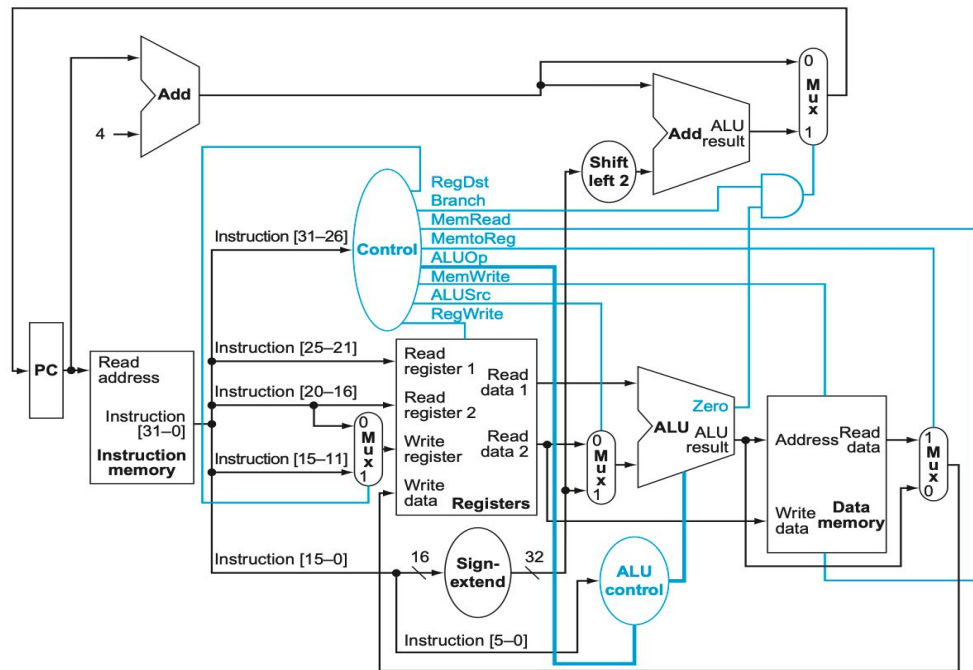 0
M
u
x
1
Add
4
Add
ALU
result
Shift
left 2
RegDst
Branch
MemRead
MemtoReg
ALUOp
MemWrite
ALUSrc
RegWrite
Control
Instruction [31–26]
PC
Read
address
Instruction
[31–0]
Instruction
memory
Instruction [25–21]
Instruction [20–16]
Instruction [15–11]
0
M
u
x
1
Read
register 1
Read
register 2
Write
register
Write
data
Read
data 1
Read
data 2
Registers
0
M
u
x
1
Zero
ALU
ALU
result
Address
Read
data
Write
data
Data
memory
1
M
u
x
0
Instruction [15–0]
16
Sign-
extend
32
ALU
control
Instruction [5–0]